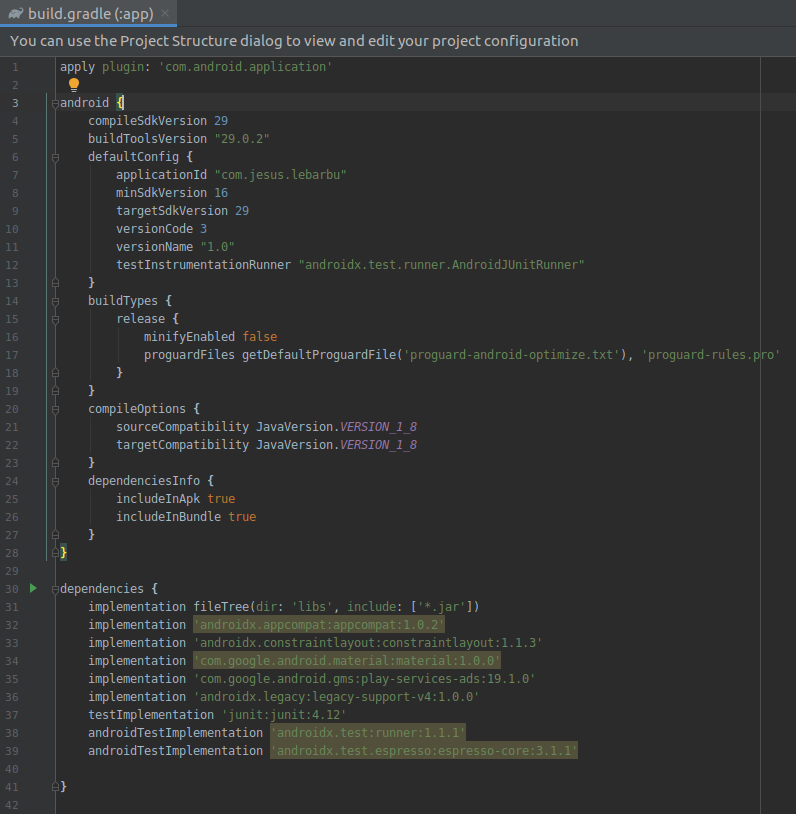 build.gradle (:app)
You can use the Project Structure dialog to view and edit your project configuration
1 apply plugin: 'com.android.application'
2
3 android {
4 compileSdkVersion 29
5 buildToolsVersion "29.0.2"
6 defaultConfig {
7 applicationId "com.jesus.lebarbu"
8 minSdkVersion 16
9 targetSdkVersion 29
10 versionCode 3
11 versionName "1.0"
12 testInstrumentationRunner "androidx.test.runner.AndroidJUnitRunner"
13 }
14 buildTypes {
15 release {
16 minifyEnabled false
17 proguardFiles getDefaultProguardFile('proguard-android-optimize.txt'), 'proguard-rules.pro'
18 }
19 }
20 compileOptions {
21 sourceCompatibility JavaVersion.VERSION_1_8
22 targetCompatibility JavaVersion.VERSION_1_8
23 }
24 dependenciesInfo {
25 includeInApk true
26 includeInBundle true
27 }
28 }
29
30 dependencies {
31 implementation fileTree(dir: 'libs', include: ['*.jar'])
32 implementation 'androidx.appcompat:appcompat:1.0.2'
33 implementation 'androidx.constraintlayout:constraintlayout:1.1.3'
34 implementation 'com.google.android.material:material:1.0.0'
35 implementation 'com.google.android.gms:play-services-ads:19.1.0'
36 implementation 'androidx.legacy:legacy-support-v4:1.0.0'
37 testImplementation 'junit:junit:4.12'
38 androidTestImplementation 'androidx.test:runner:1.1.1'
39 androidTestImplementation 'androidx.test.espresso:espresso-core:3.1.1'
40
41 }
42